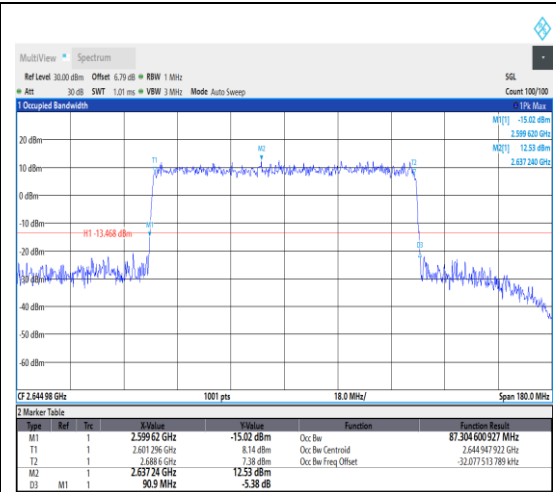 MultiView Spectrum
Ref Level 30.00 dBm Offset 6.79 dB RBW 1 MHz SGL
Att 30 dB SWT 1.01 ms VBW 3 MHz Mode Auto Sweep Count 100/100
1 Occupied Bandwidth 1Pk Max
M1[1] -15.02 dBm
2.599 620 GHz
M2[1] 12.53 dBm
2.637 240 GHz
20 dBm
M2
T1
T2
10 dBm
0 dBm
-10 dBm
M1
H1 -13.468 dBm
D3
-20 dBm
-30 dBm
-40 dBm
-50 dBm
-60 dBm
CF 2.644 98 GHz 1001 pts 18.0 MHz/ Span 180.0 MHz
2 Marker Table
Type Ref Trc X-Value Y-Value Function Function Result
M1 1 2.599 62 GHz -15.02 dBm Occ Bw 87.304 600 927 MHz
T1 1 2.601 296 GHz 8.14 dBm Occ Bw Centroid 2.644 947 922 GHz
T2 1 2.688 6 GHz 7.38 dBm Occ Bw Freq Offset -32.077 513 789 kHz
M2 1 2.637 24 GHz 12.53 dBm
D3 M1 1 90.9 MHz -5.38 dB